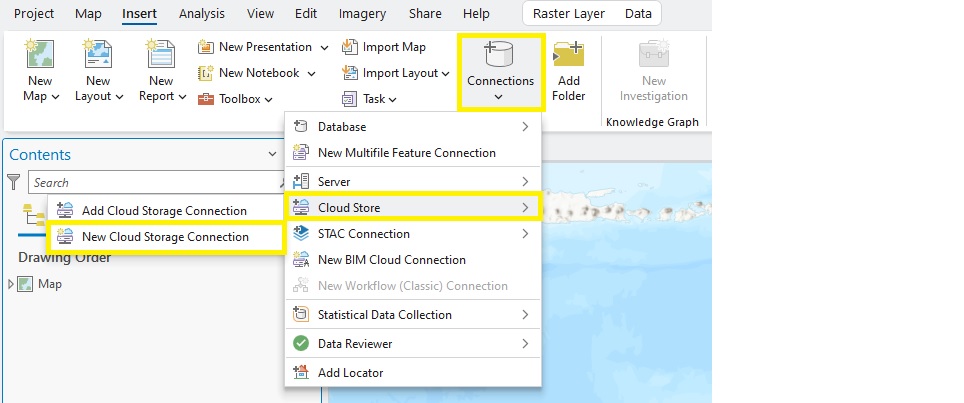 Project Map Insert Analysis View Edit Imagery Share Help Raster Layer Data
New Map
New Layout
New Report
New Presentation
New Notebook
Toolbox
Import Map
Import Layout
Task
Connections
Add Folder
New Investigation
Knowledge Graph
Contents
Search
Drawing Order
Map
Database
New Multifile Feature Connection
Server
Cloud Store
STAC Connection
New BIM Cloud Connection
New Workflow (Classic) Connection
Statistical Data Collection
Data Reviewer
Add Locator
Add Cloud Storage Connection
New Cloud Storage Connection